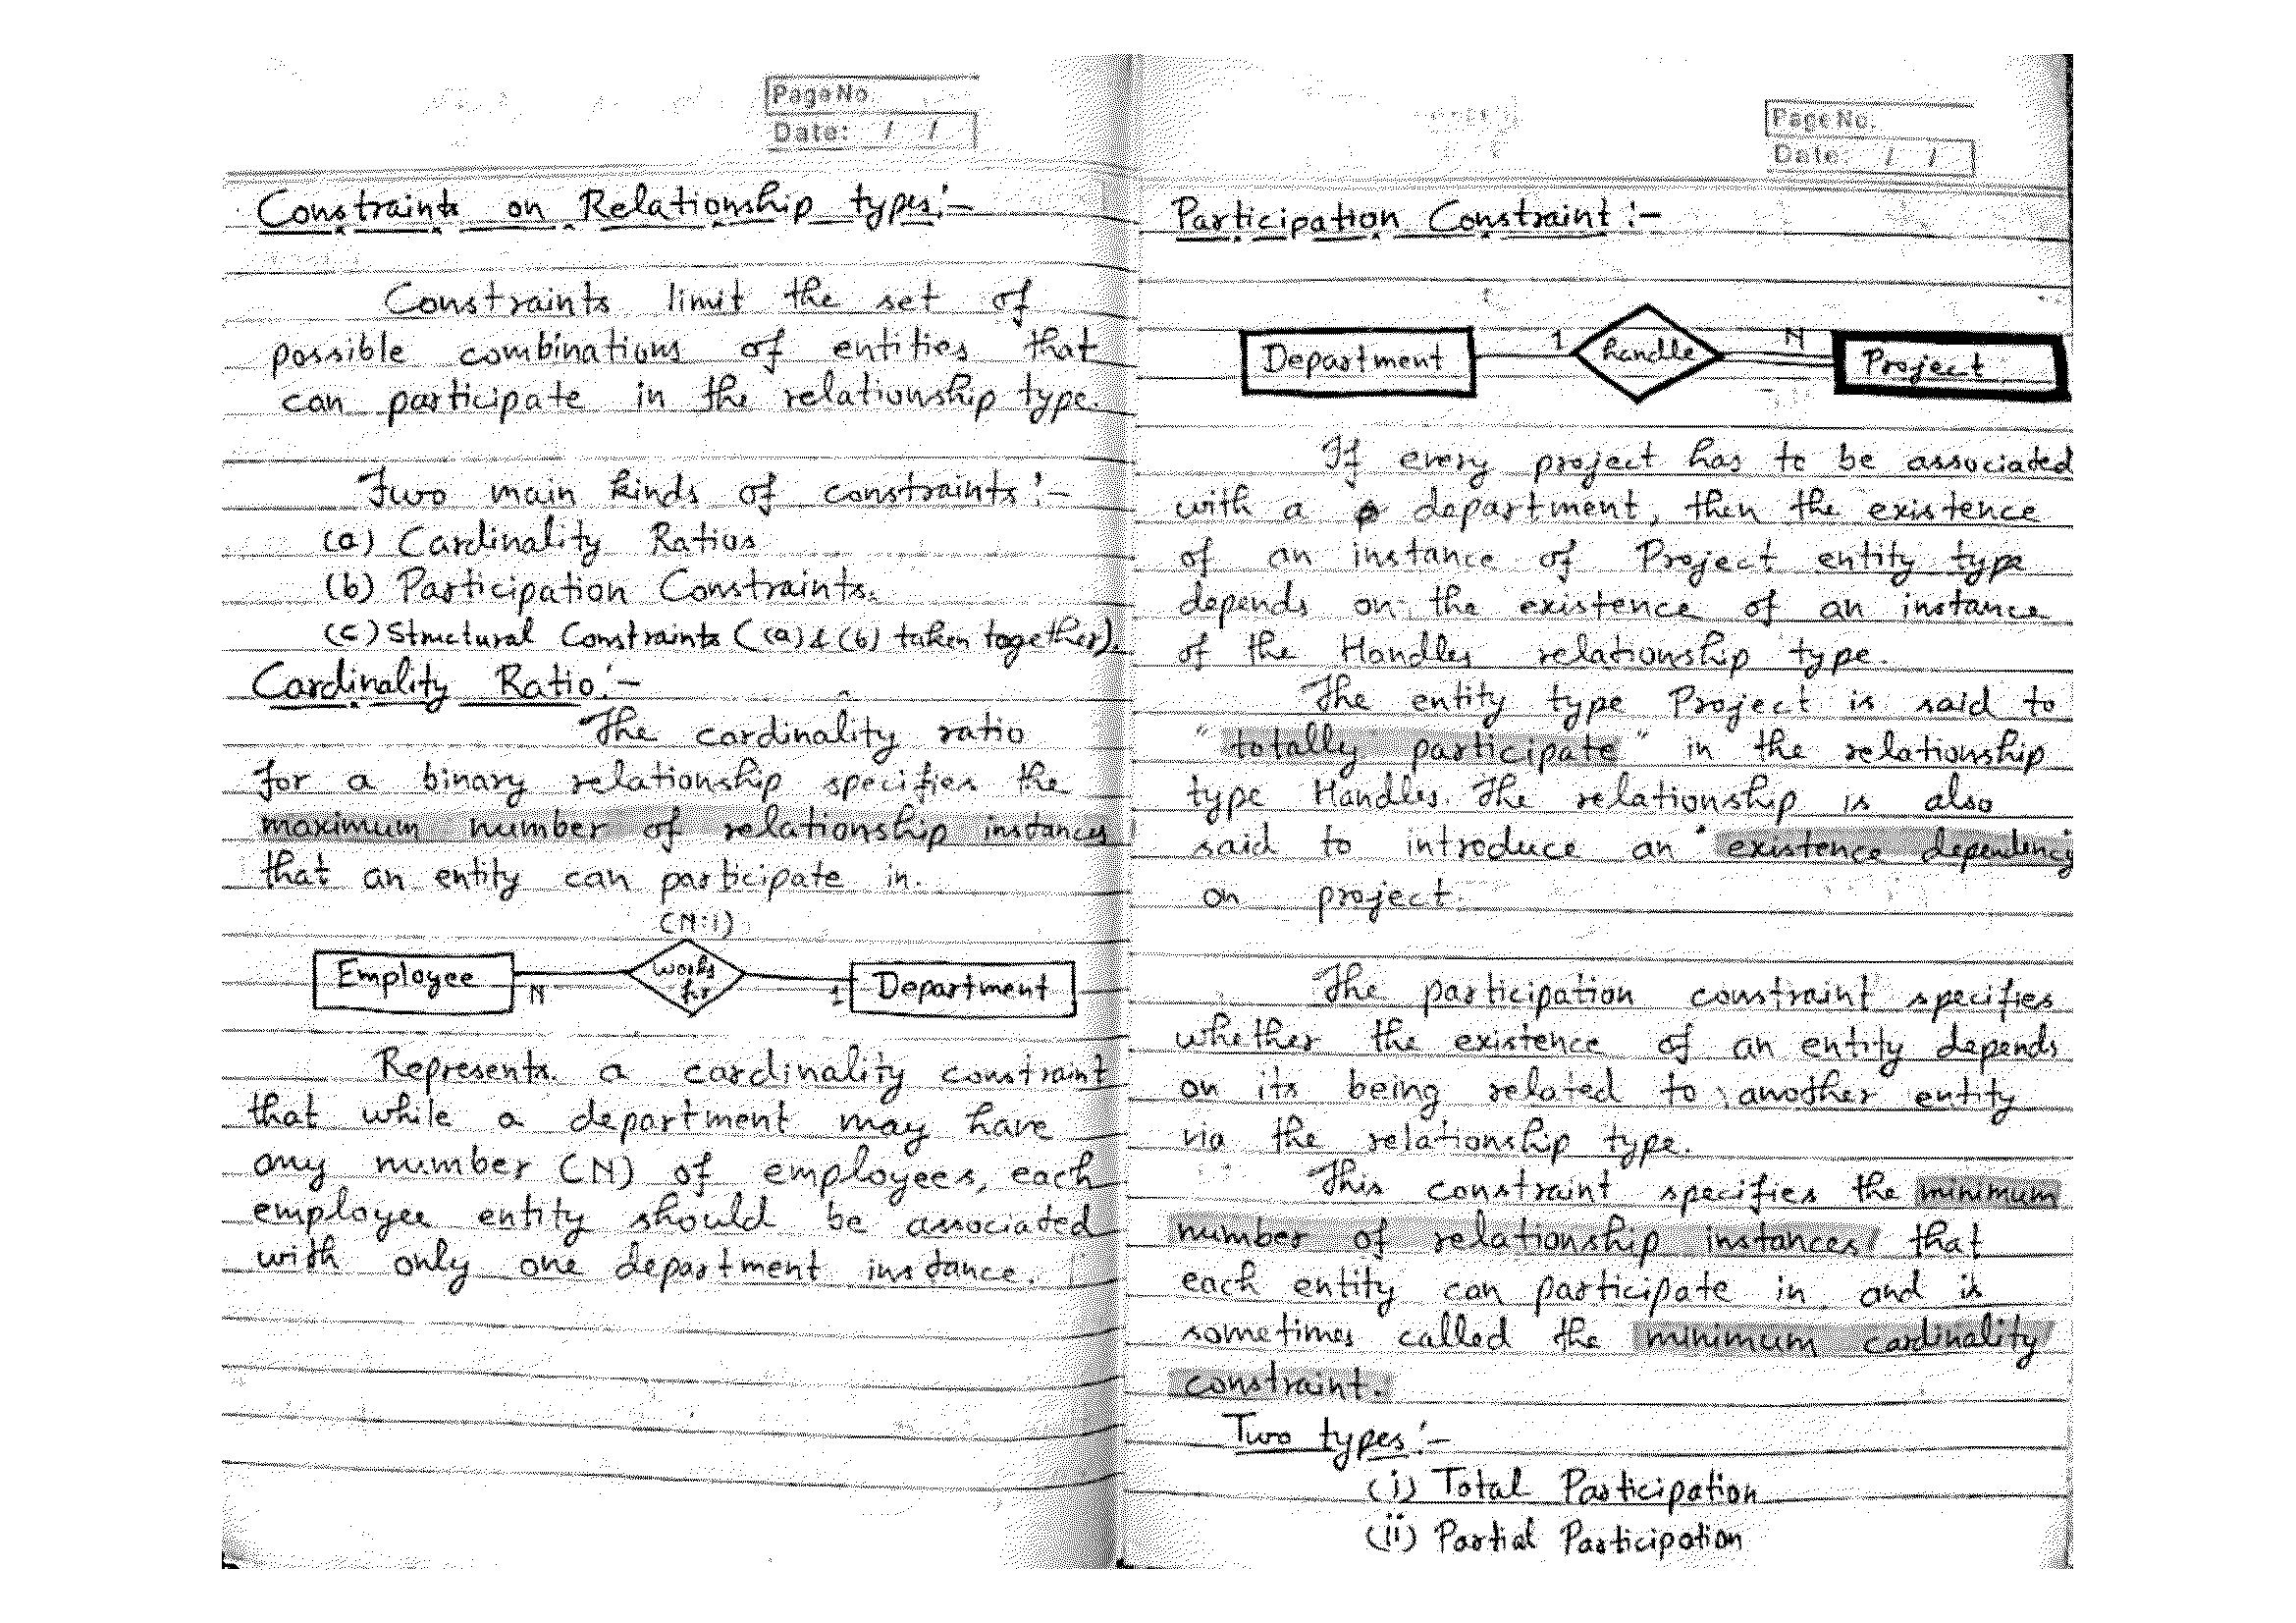 Page No.
Date: / /
Constraints on Relationship types:-
Constraints limit the set of
possible combinations of entities that
can participate in the relationship type.
Two main kinds of constraints:-
(a) Cardinality Ratios
(b) Participation Constraints.
(c) Structural Constraints ((a) & (b) taken together)
Cardinality Ratio:-
The cardinality ratio
for a binary relationship specifies the
maximum number of relationship instances
that an entity can participate in.
(N:1)
Employee N works for 1 Department
Represents a cardinality constraint
that while a department may have
any number (N) of employees, each
employee entity should be associated
with only one department instance.
Page No.
Date: / /
Participation Constraint:-
Department 1 handle N Project
If every project has to be associated
with a department, then the existence
of an instance of Project entity type
depends on the existence of an instance
of the Handles relationship type.
The entity type Project is said to
"totally participate" in the relationship
type Handles. The relationship is also
said to introduce an "existence dependency
on project.
The participation constraint specifies
whether the existence of an entity depends
on its being related to another entity
via the relationship type.
This constraint specifies the minimum
number of relationship instances that
each entity can participate in and is
sometimes called the minimum cardinality
constraint.
Two types:-
(i) Total Participation
(ii) Partial Participation